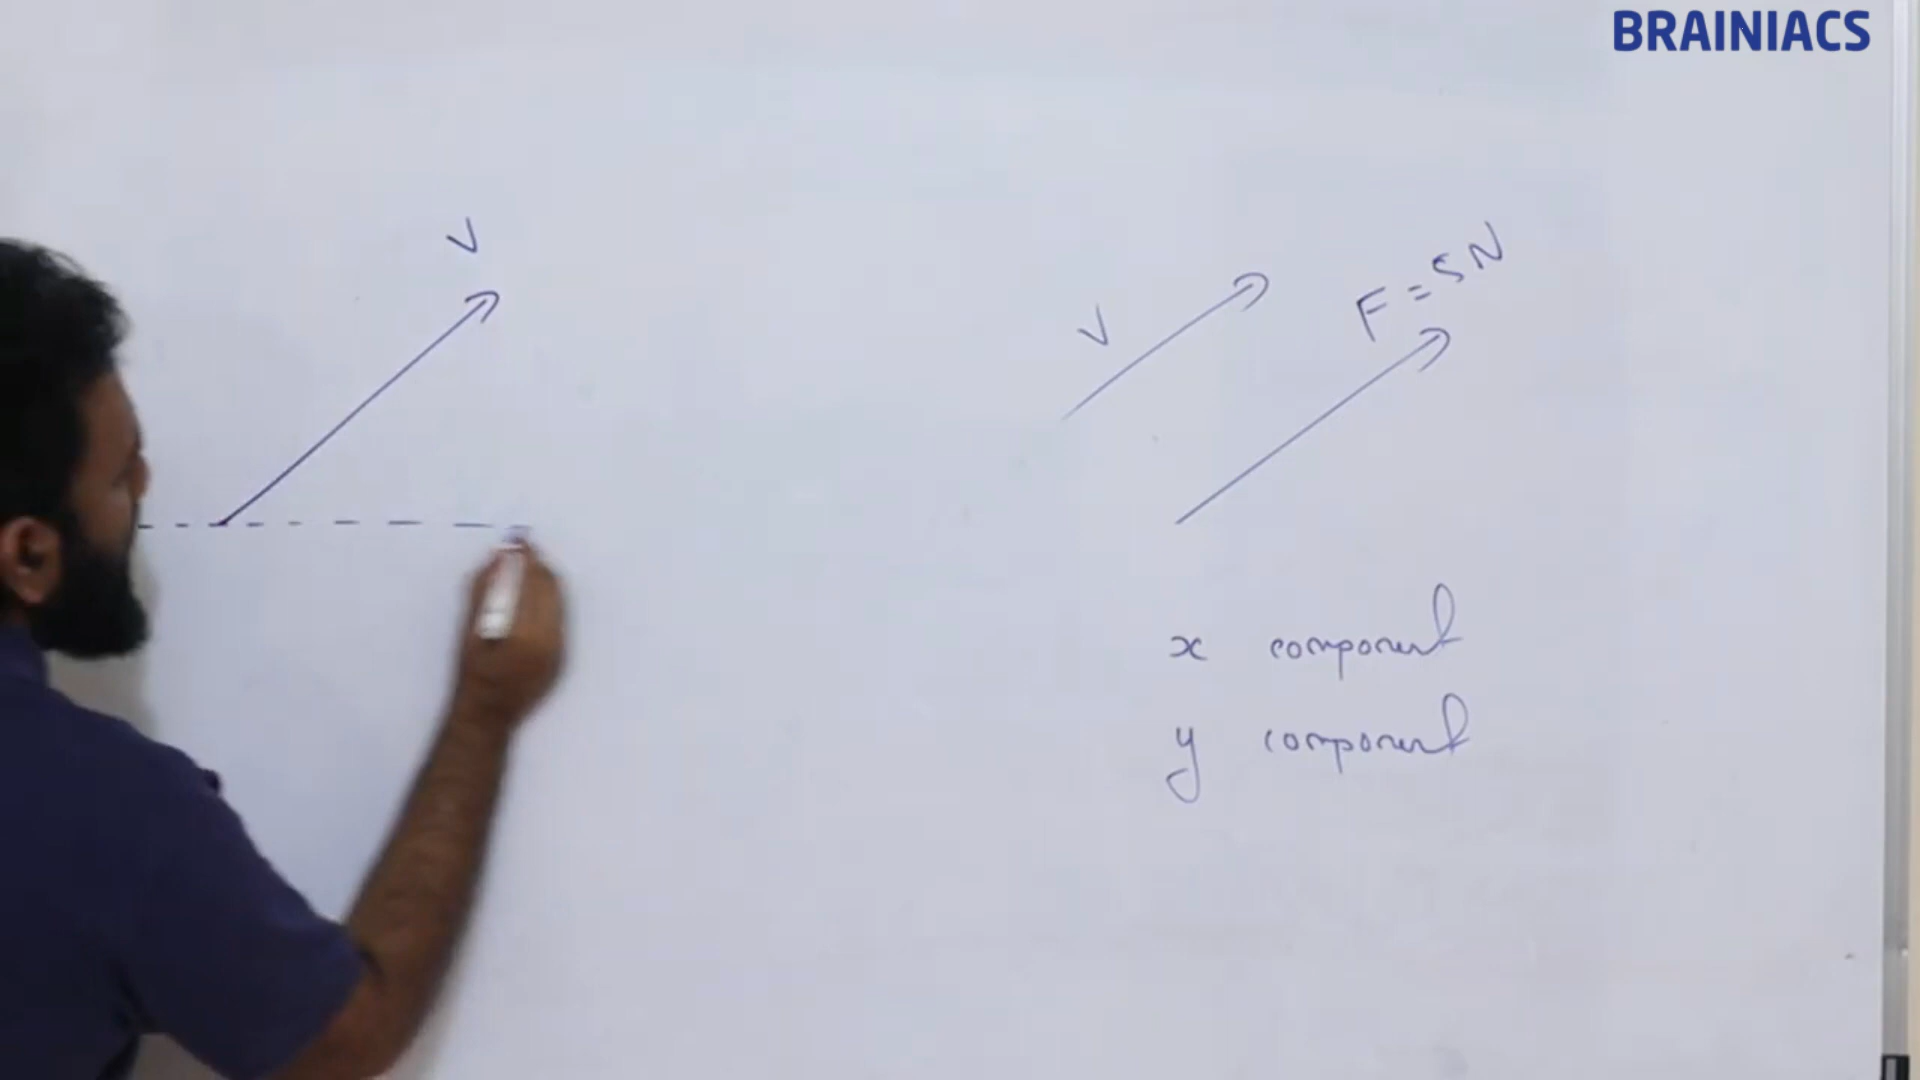 BRAINIACS
V
V
F = 5N
x component
y component